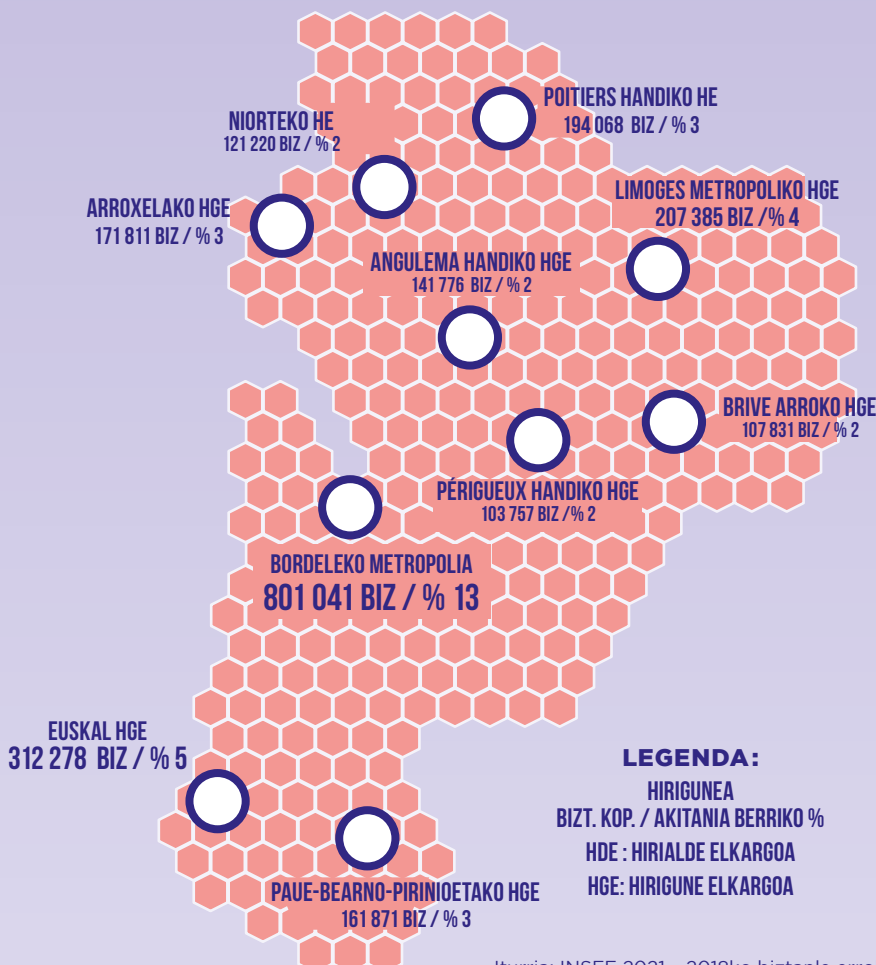 POITIERS HANDIKO HE
194 068 BIZ / % 3
NIORTEKO HE
121 220 BIZ / % 2
LIMOGES METROPOLIKO HGE
207 385 BIZ /% 4
ARROXELAKO HGE
171 811 BIZ / % 3
ANGULEMA HANDIKO HGE
141 776 BIZ / % 2
BRIVE ARROKO HGE
107 831 BIZ / % 2
PÉRIGUEUX HANDIKO HGE
103 757 BIZ / % 2
BORDELEKO METROPOLIA
801 041 BIZ / % 13
EUSKAL HGE
312 278 BIZ / % 5
PAUE-BEARNO-PIRINIOETAKO HGE
161 871 BIZ / % 3
LEGENDA:
HIRIGUNEA
BIZT. KOP. / AKITANIA BERRIKO %
HDE : HIRIALDE ELKARGOA
HGE: HIRIGUNE ELKARGOA